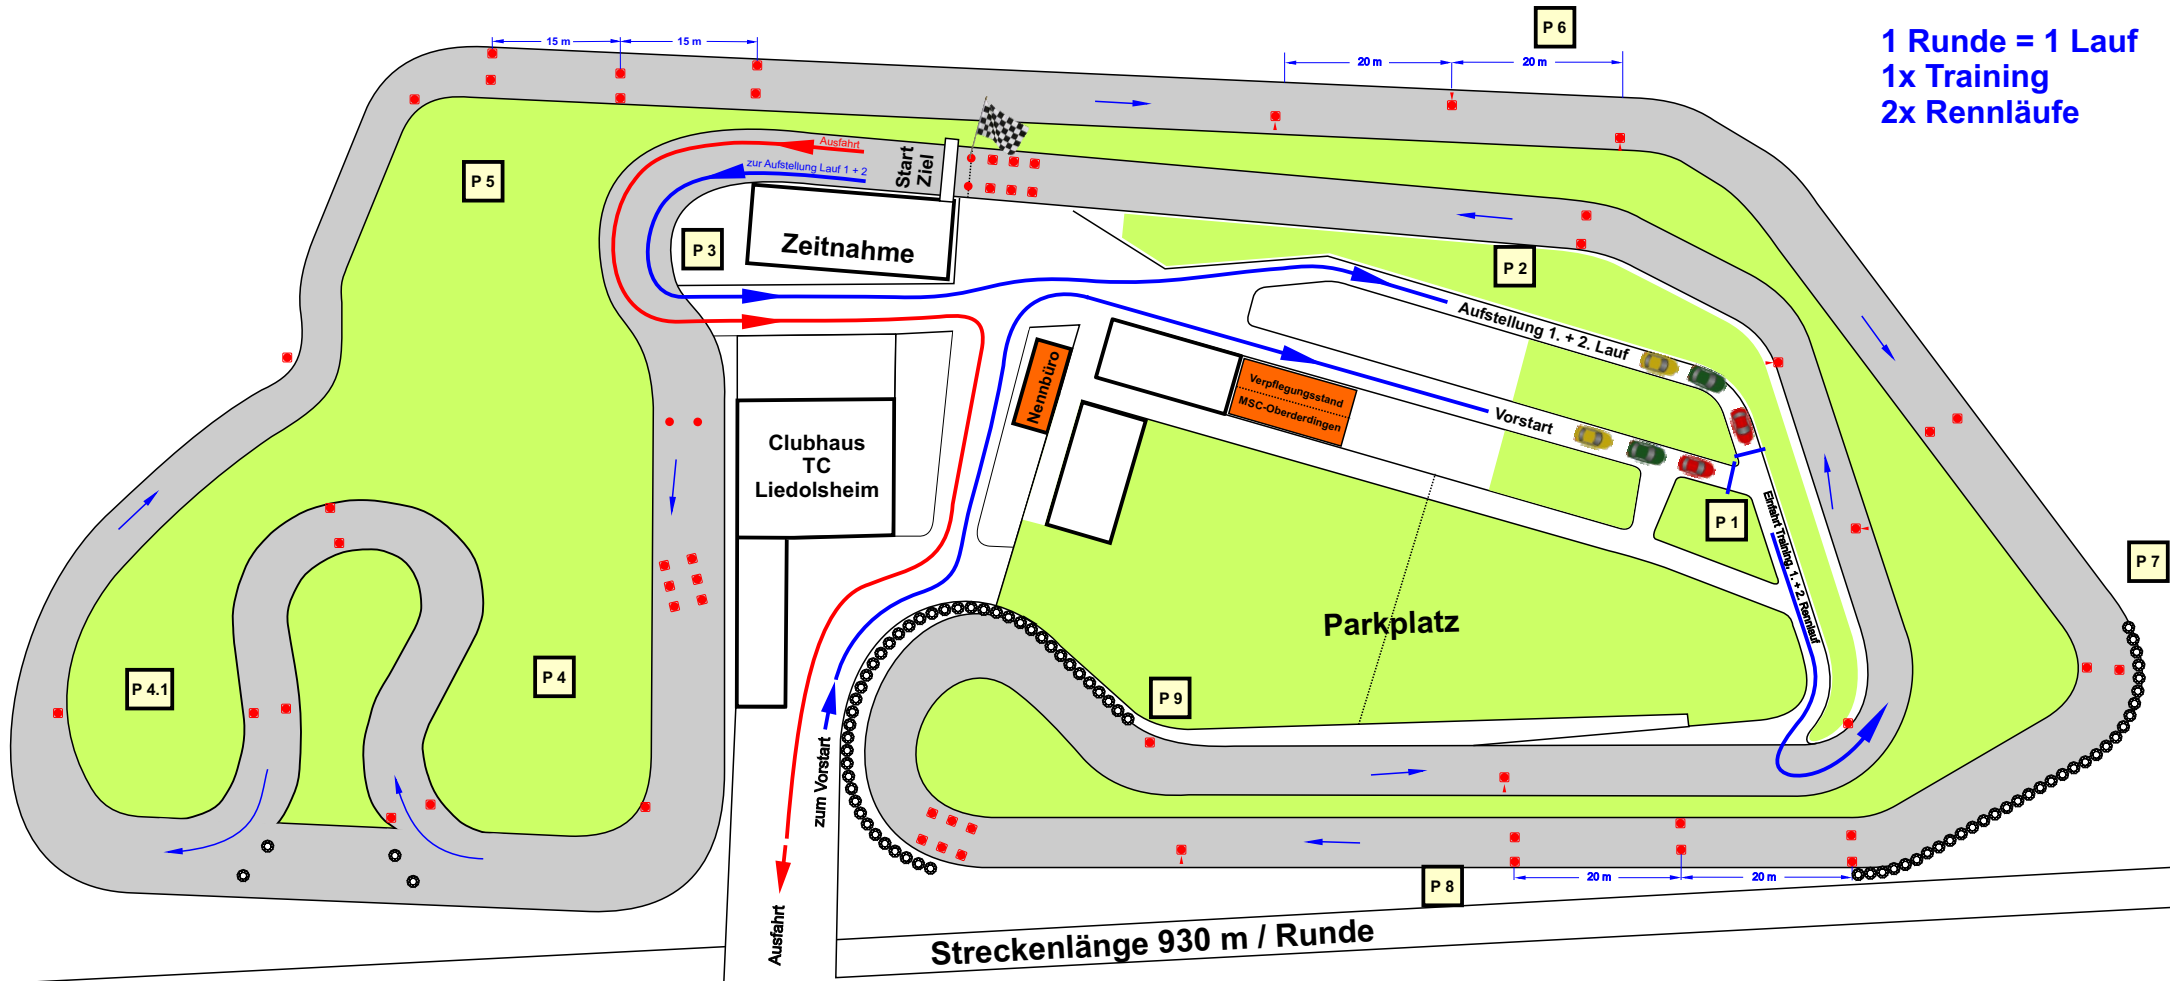 P 6
1 Runde = 1 Lauf
1x Training
2x Rennläufe
15 m
15 m
20 m
20 m
Ausfahrt
zur Aufstellung Lauf 1 + 2
Start
Ziel
P 5
P 3
Zeitnahme
P 2
Aufstellung 1. + 2. Lauf
Nennbüro
Verpflegungsstand
MSC-Oberderdingen
Vorstart
Clubhaus
TC
Liedolsheim
P 1
Einfahrt Training, 1. + 2. Rennlauf
P 7
Parkplatz
P 4.1
P 4
P 9
zum Vorstart
P 8
20 m
20 m
Ausfahrt
Streckenlänge 930 m / Runde